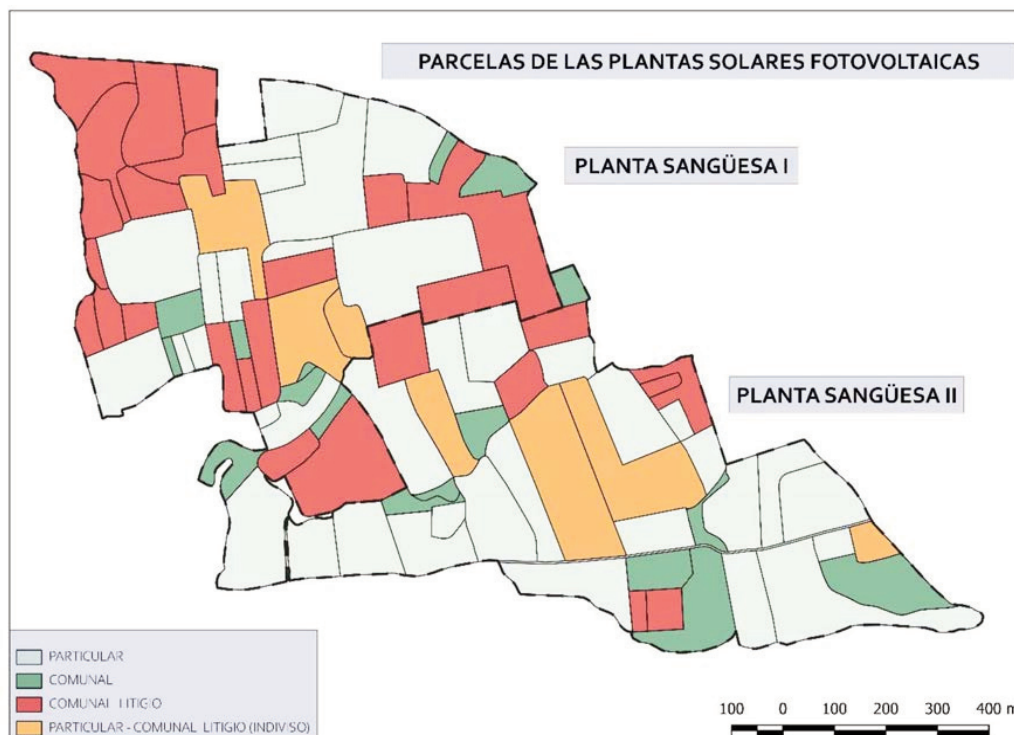 PARCELAS DE LAS PLANTAS SOLARES FOTOVOLTAICAS
PLANTA SANGÜESA I
PLANTA SANGÜESA II
PARTICULAR
COMUNAL
COMUNAL LITIGIO
PARTICULAR - COMUNAL LITIGIO (INDIVISO)
100 0 100 200 300 400 m